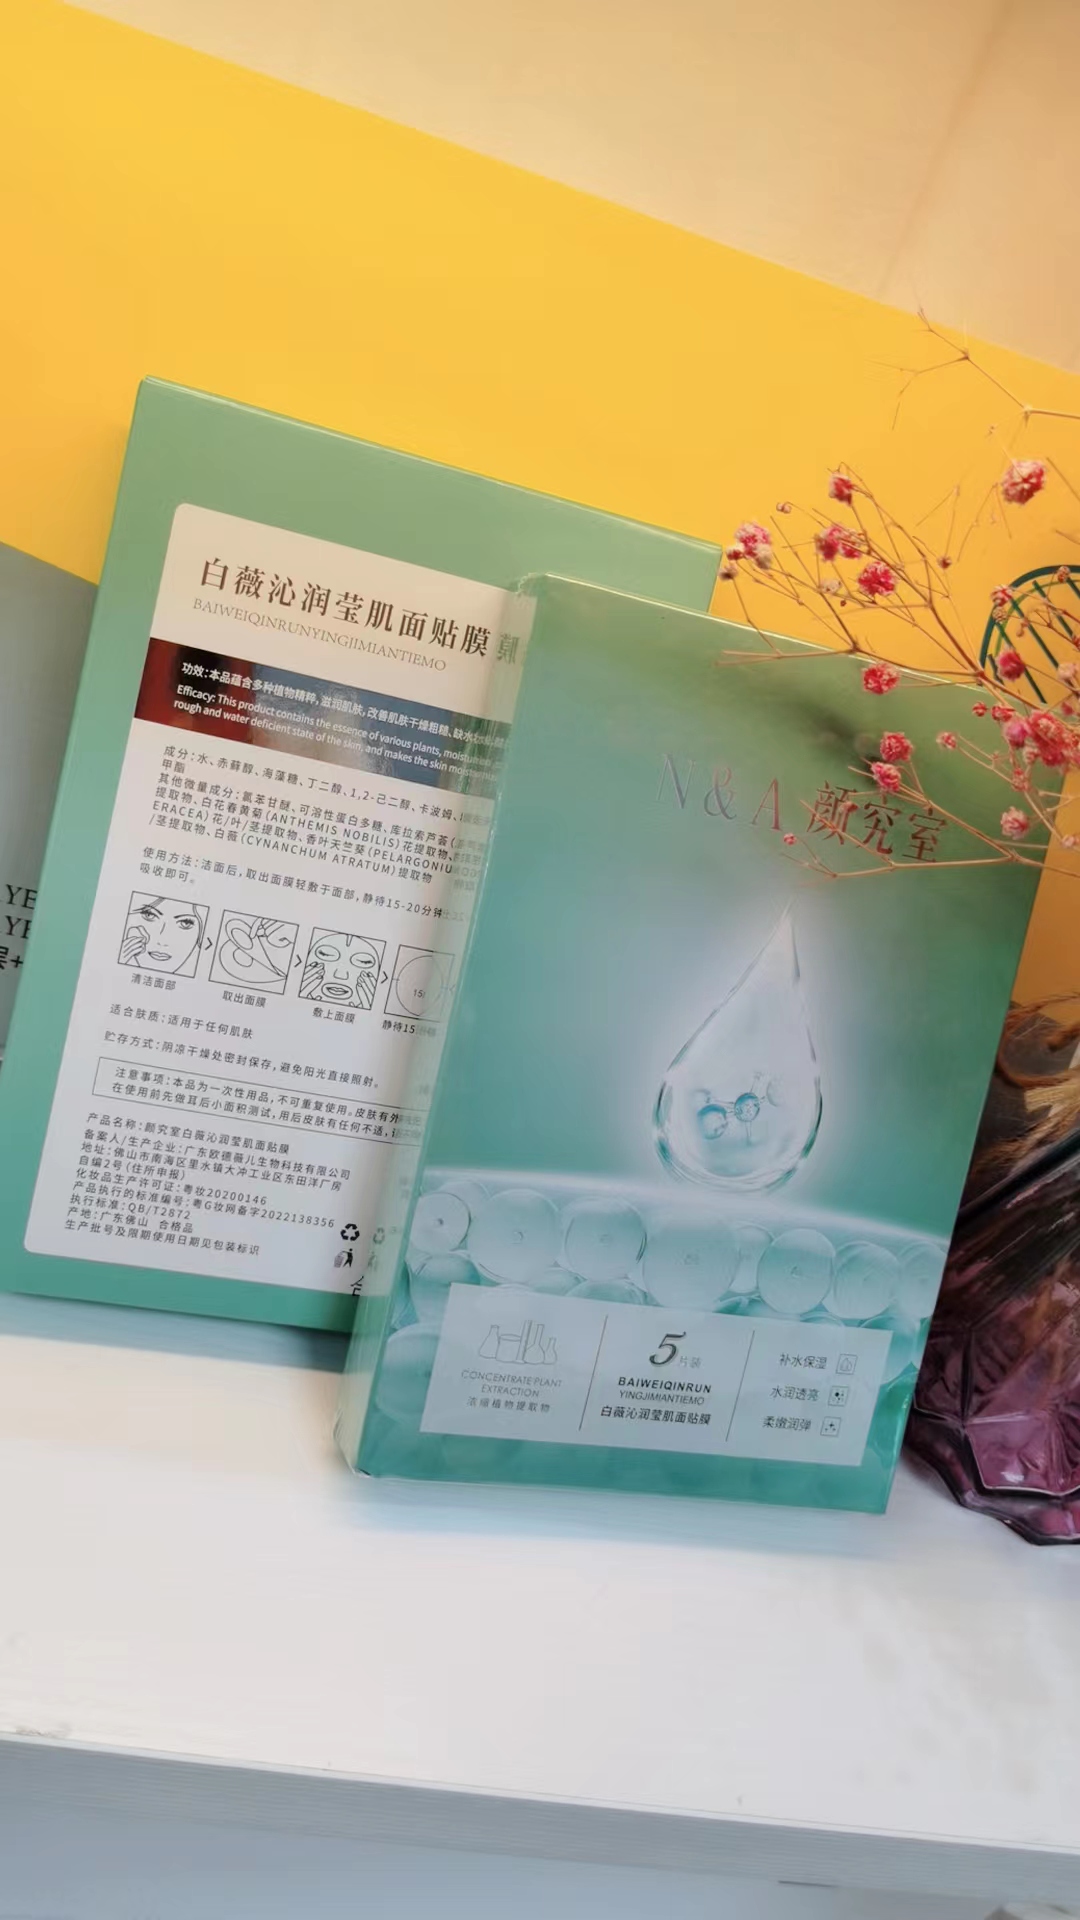 白薇沁润莹肌面贴膜
BAIWEIQINRUNYINGJIMIANTIEMO
功效:本品蕴含多种植物精粹,滋润肌肤,改善肌肤干燥粗糙、缺水
Efficacy: This product contains the essence of various plants,
rough and water deficient state of the skin, and makes the skin
成分:水、赤藓醇、海藻糖、丁二醇、1,2-己二醇、卡波姆、
甲酯
其他微量成分:氯苯甘醚、可溶性蛋白多糖、库拉索芦荟(
提取物、白花春黄菊(ANTHEMIS NOBILIS)花提取物、
ERACEA)花/叶/茎提取物、香叶天竺葵(PELARGONIU
/茎提取物、白薇(CYNANCHUM ATRATUM)提取物
使用方法:洁面后,取出面膜轻敷于面部,静待15-20分钟
吸收即可。
15
清洁面部
取出面膜
敷上面膜
静待15
适合肤质:适用于任何肌肤
贮存方式:阴凉干燥处密封保存,避免阳光直接照射。
注意事项:本品为一次性用品,不可重复使用。皮肤有外
在使用前先做耳后小面积测试,用后皮肤有任何不适,
产品名称:颜究室白薇沁润莹肌面贴膜
备案人/生产企业:广东欧德薇儿生物科技有限公司
地址:佛山市南海区里水镇大冲工业区东田洋厂房
自编2号(住所申报)
化妆品生产许可证:粤妆20200146
产品执行的标准编号:粤G妆网备字2022138356
执行标准:QB/T2872
产地:广东佛山 合格品
生产批号及限期使用日期见包装标识
N&A 颜究室
CONCENTRATE PLANT
EXTRACTION
浓缩植物提取物
5片装
BAIWEIQINRUN
YINGJIMIANTIEMO
白薇沁润莹肌面贴膜
补水保湿
水润透亮
柔嫩润弹